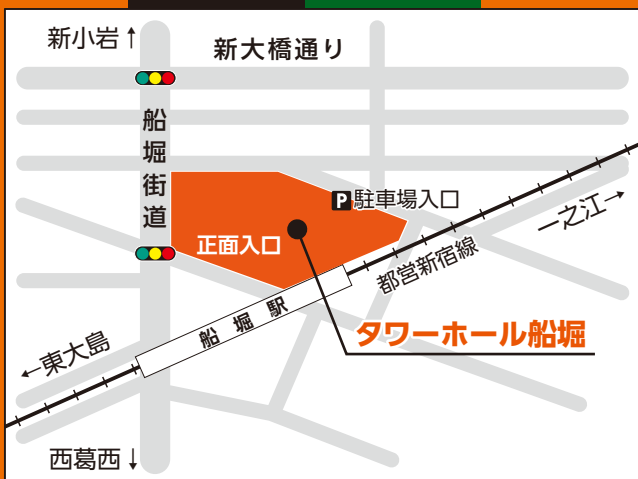 新小岩↑
新大橋通り
船堀街道
P駐車場入口
正面入口
一之江→
都営新宿線
船堀駅
タワーホール船堀
←東大島
西葛西↓